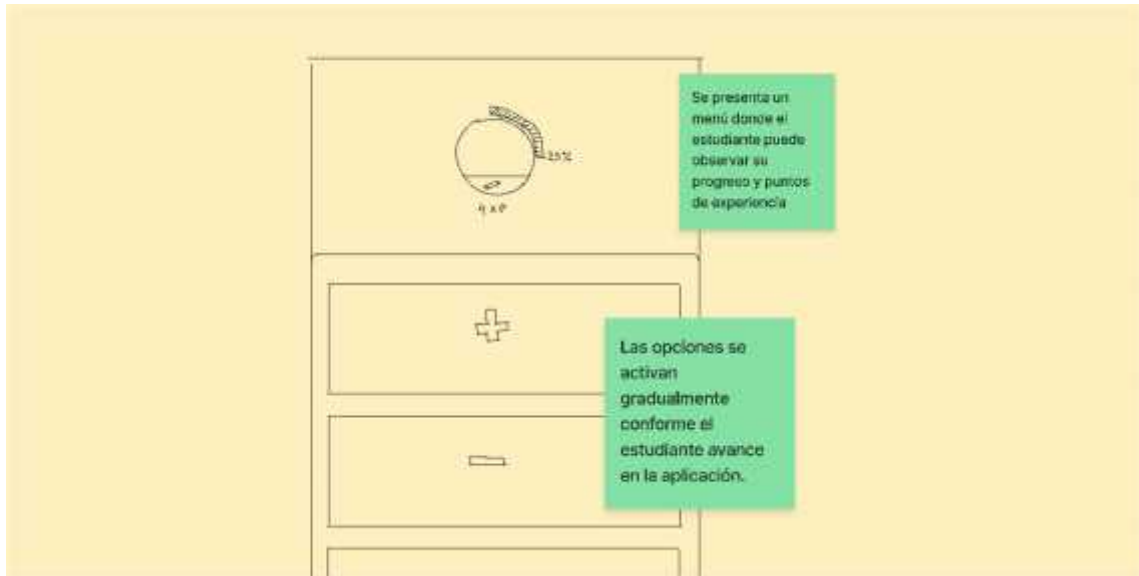 Se presenta un
menú donde el
estudiante puede
observar su
progreso y puntos
de experiencia
25%
Las opciones se
activan
gradualmente
conforme el
estudiante avance
en la aplicación.